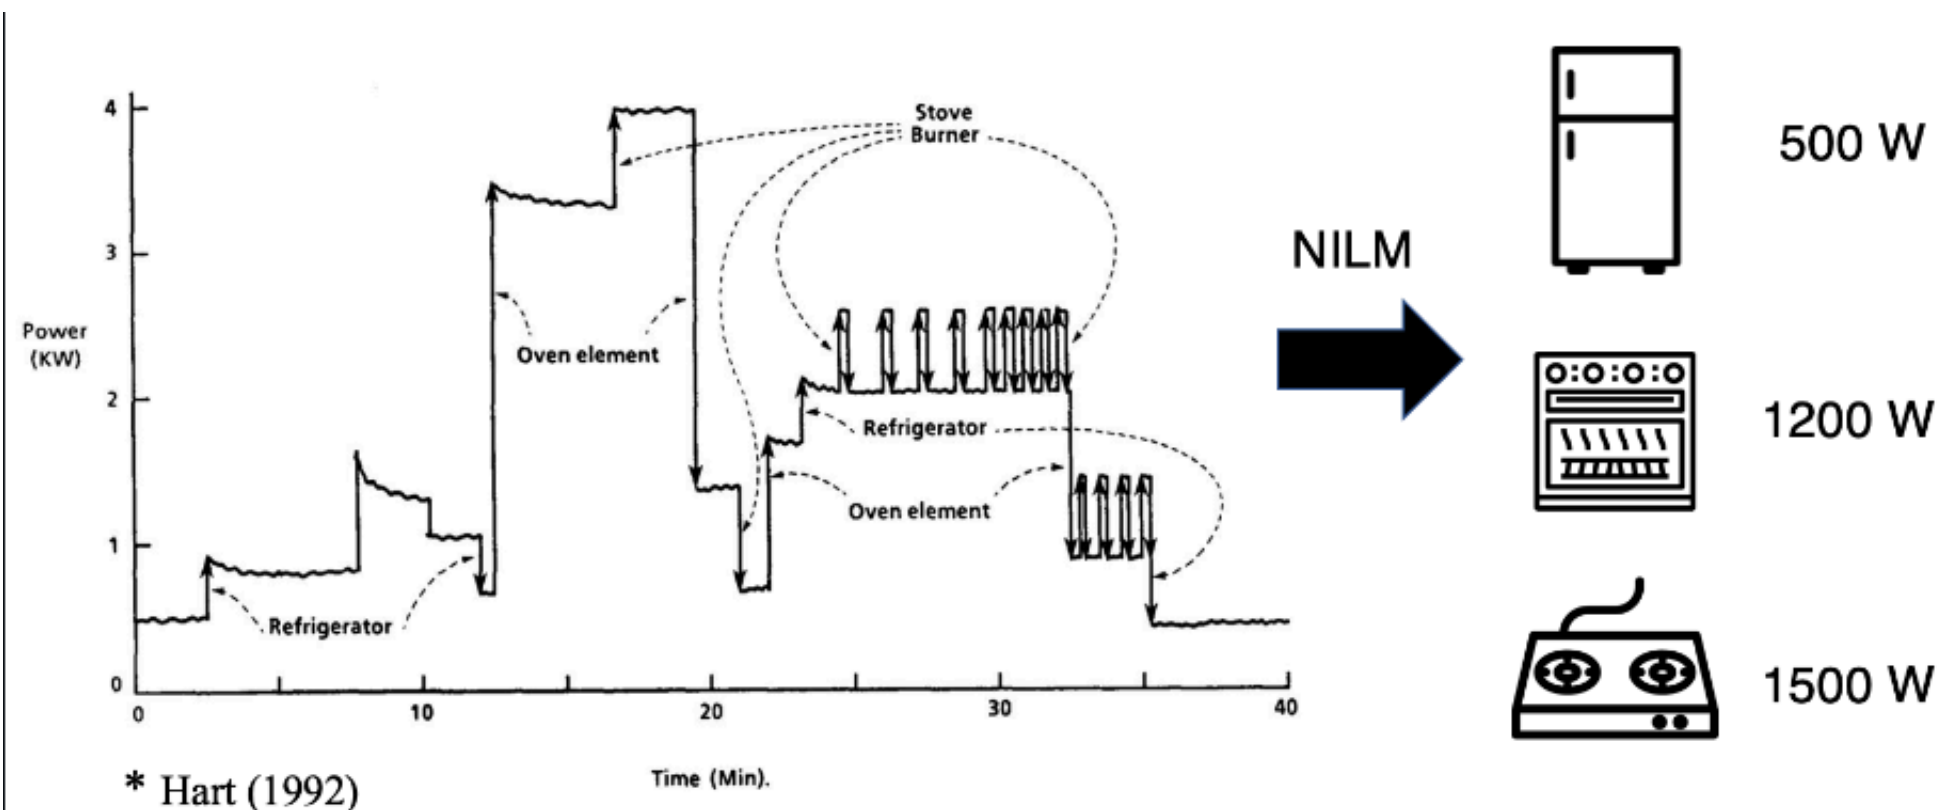 4
Stove
Burner
3
Power
(KW)
Oven element
2
Refrigerator
Oven element
1
Refrigerator
0
0
10
20
30
40
Time (Min).
* Hart (1992)
NILM
500 W
1200 W
1500 W